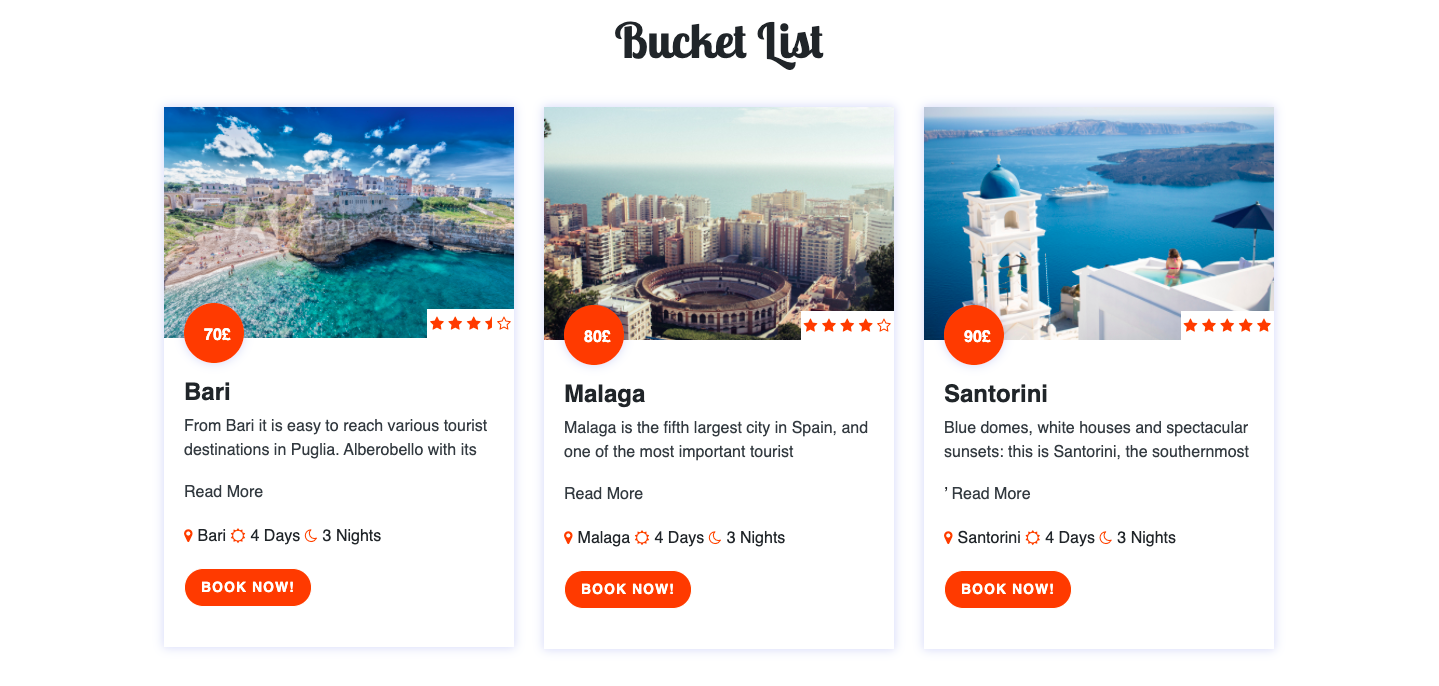 Bucket List
Adobe Stock
70£
Bari
From Bari it is easy to reach various tourist
destinations in Puglia. Alberobello with its
Read More
Bari 4 Days 3 Nights
BOOK NOW!
80£
Malaga
Malaga is the fifth largest city in Spain, and
one of the most important tourist
Read More
Malaga 4 Days 3 Nights
BOOK NOW!
90£
Santorini
Blue domes, white houses and spectacular
sunsets: this is Santorini, the southernmost
’ Read More
Santorini 4 Days 3 Nights
BOOK NOW!